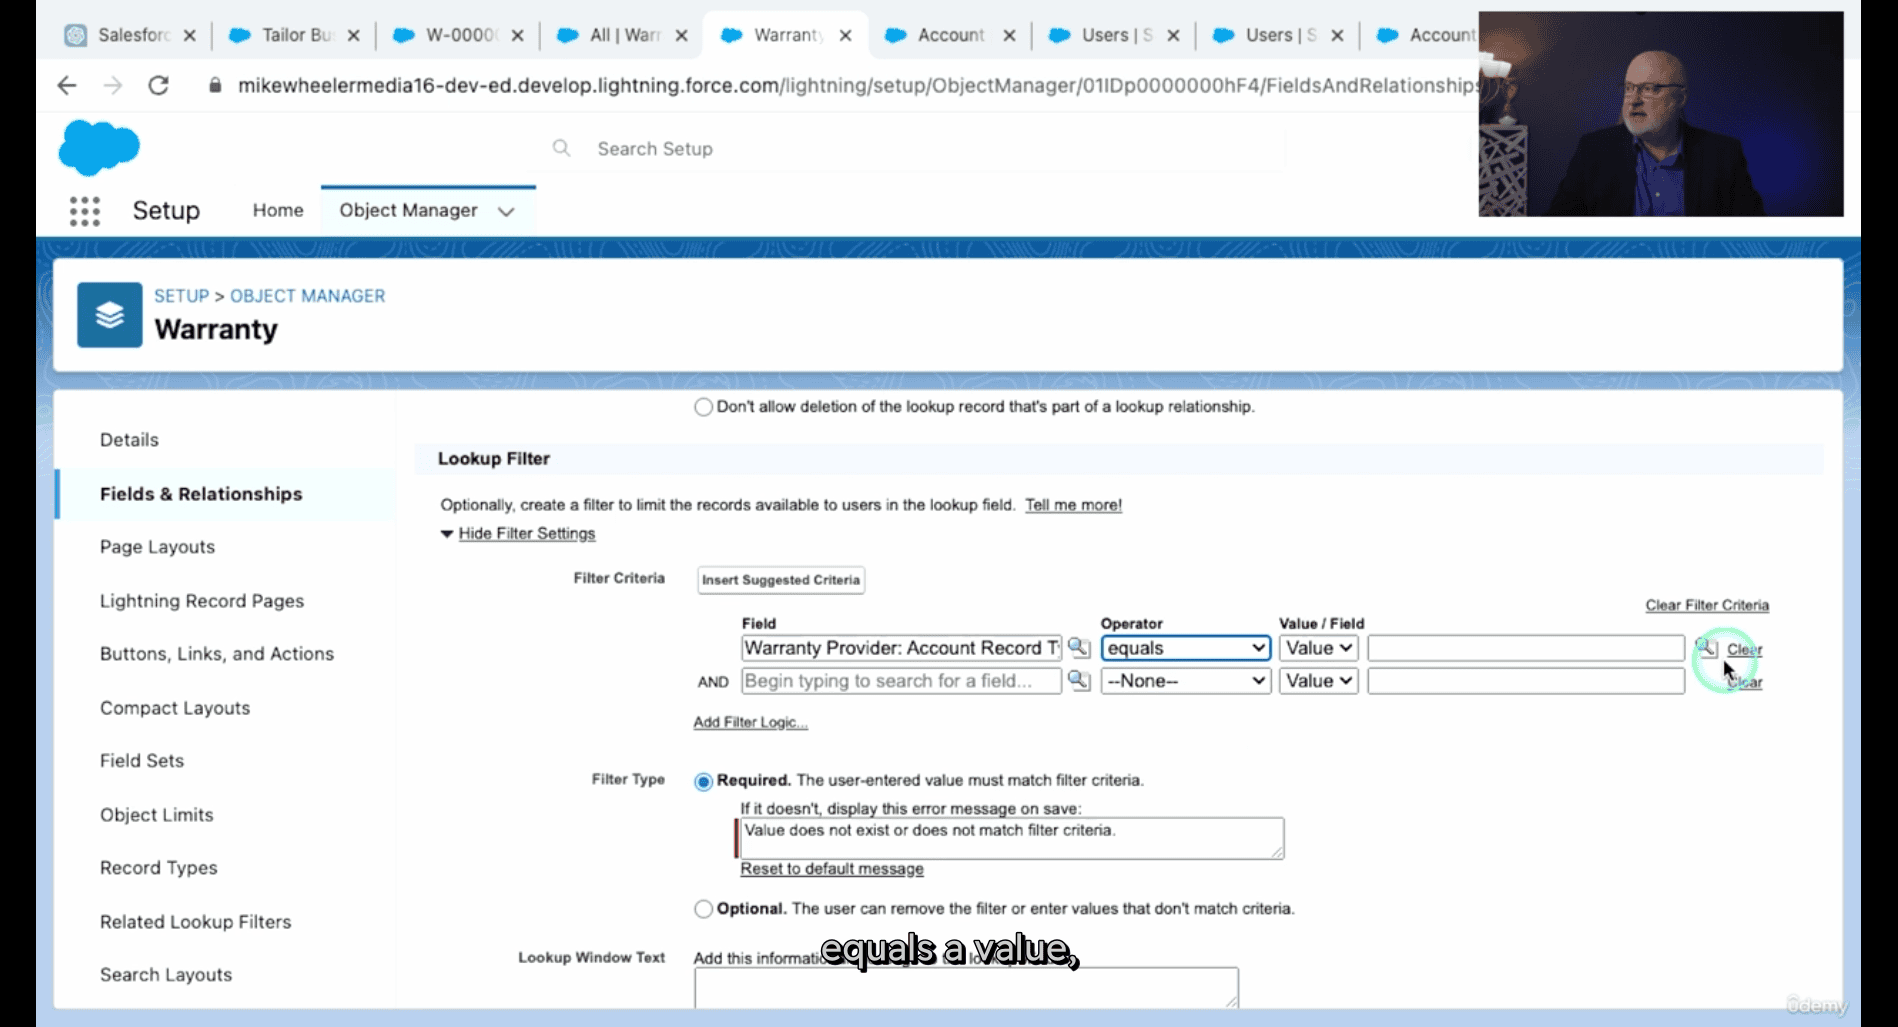 Salesforc
Tailor Bu
W-0000
All | Warr
Warranty
Account
Users | S
Users | S
Account
mikewheelermedia16-dev-ed.develop.lightning.force.com/lightning/setup/ObjectManager/01IDp0000000hF4/FieldsAndRelationships
Search Setup
Setup
Home
Object Manager
SETUP > OBJECT MANAGER
Warranty
Details
Fields & Relationships
Page Layouts
Lightning Record Pages
Buttons, Links, and Actions
Compact Layouts
Field Sets
Object Limits
Record Types
Related Lookup Filters
Search Layouts
Don't allow deletion of the lookup record that's part of a lookup relationship.
Lookup Filter
Optionally, create a filter to limit the records available to users in the lookup field. Tell me more!
Hide Filter Settings
Filter Criteria
Insert Suggested Criteria
Clear Filter Criteria
Field Operator Value / Field
Warranty Provider: Account Record T equals Value Clear
AND Begin typing to search for a field... --None-- Value Clear
Add Filter Logic...
Filter Type Required. The user-entered value must match filter criteria.
If it doesn't, display this error message on save:
Value does not exist or does not match filter criteria.
Reset to default message
Optional. The user can remove the filter or enter values that don't match criteria.
equals a value,
Lookup Window Text Add this informatio
Udemy